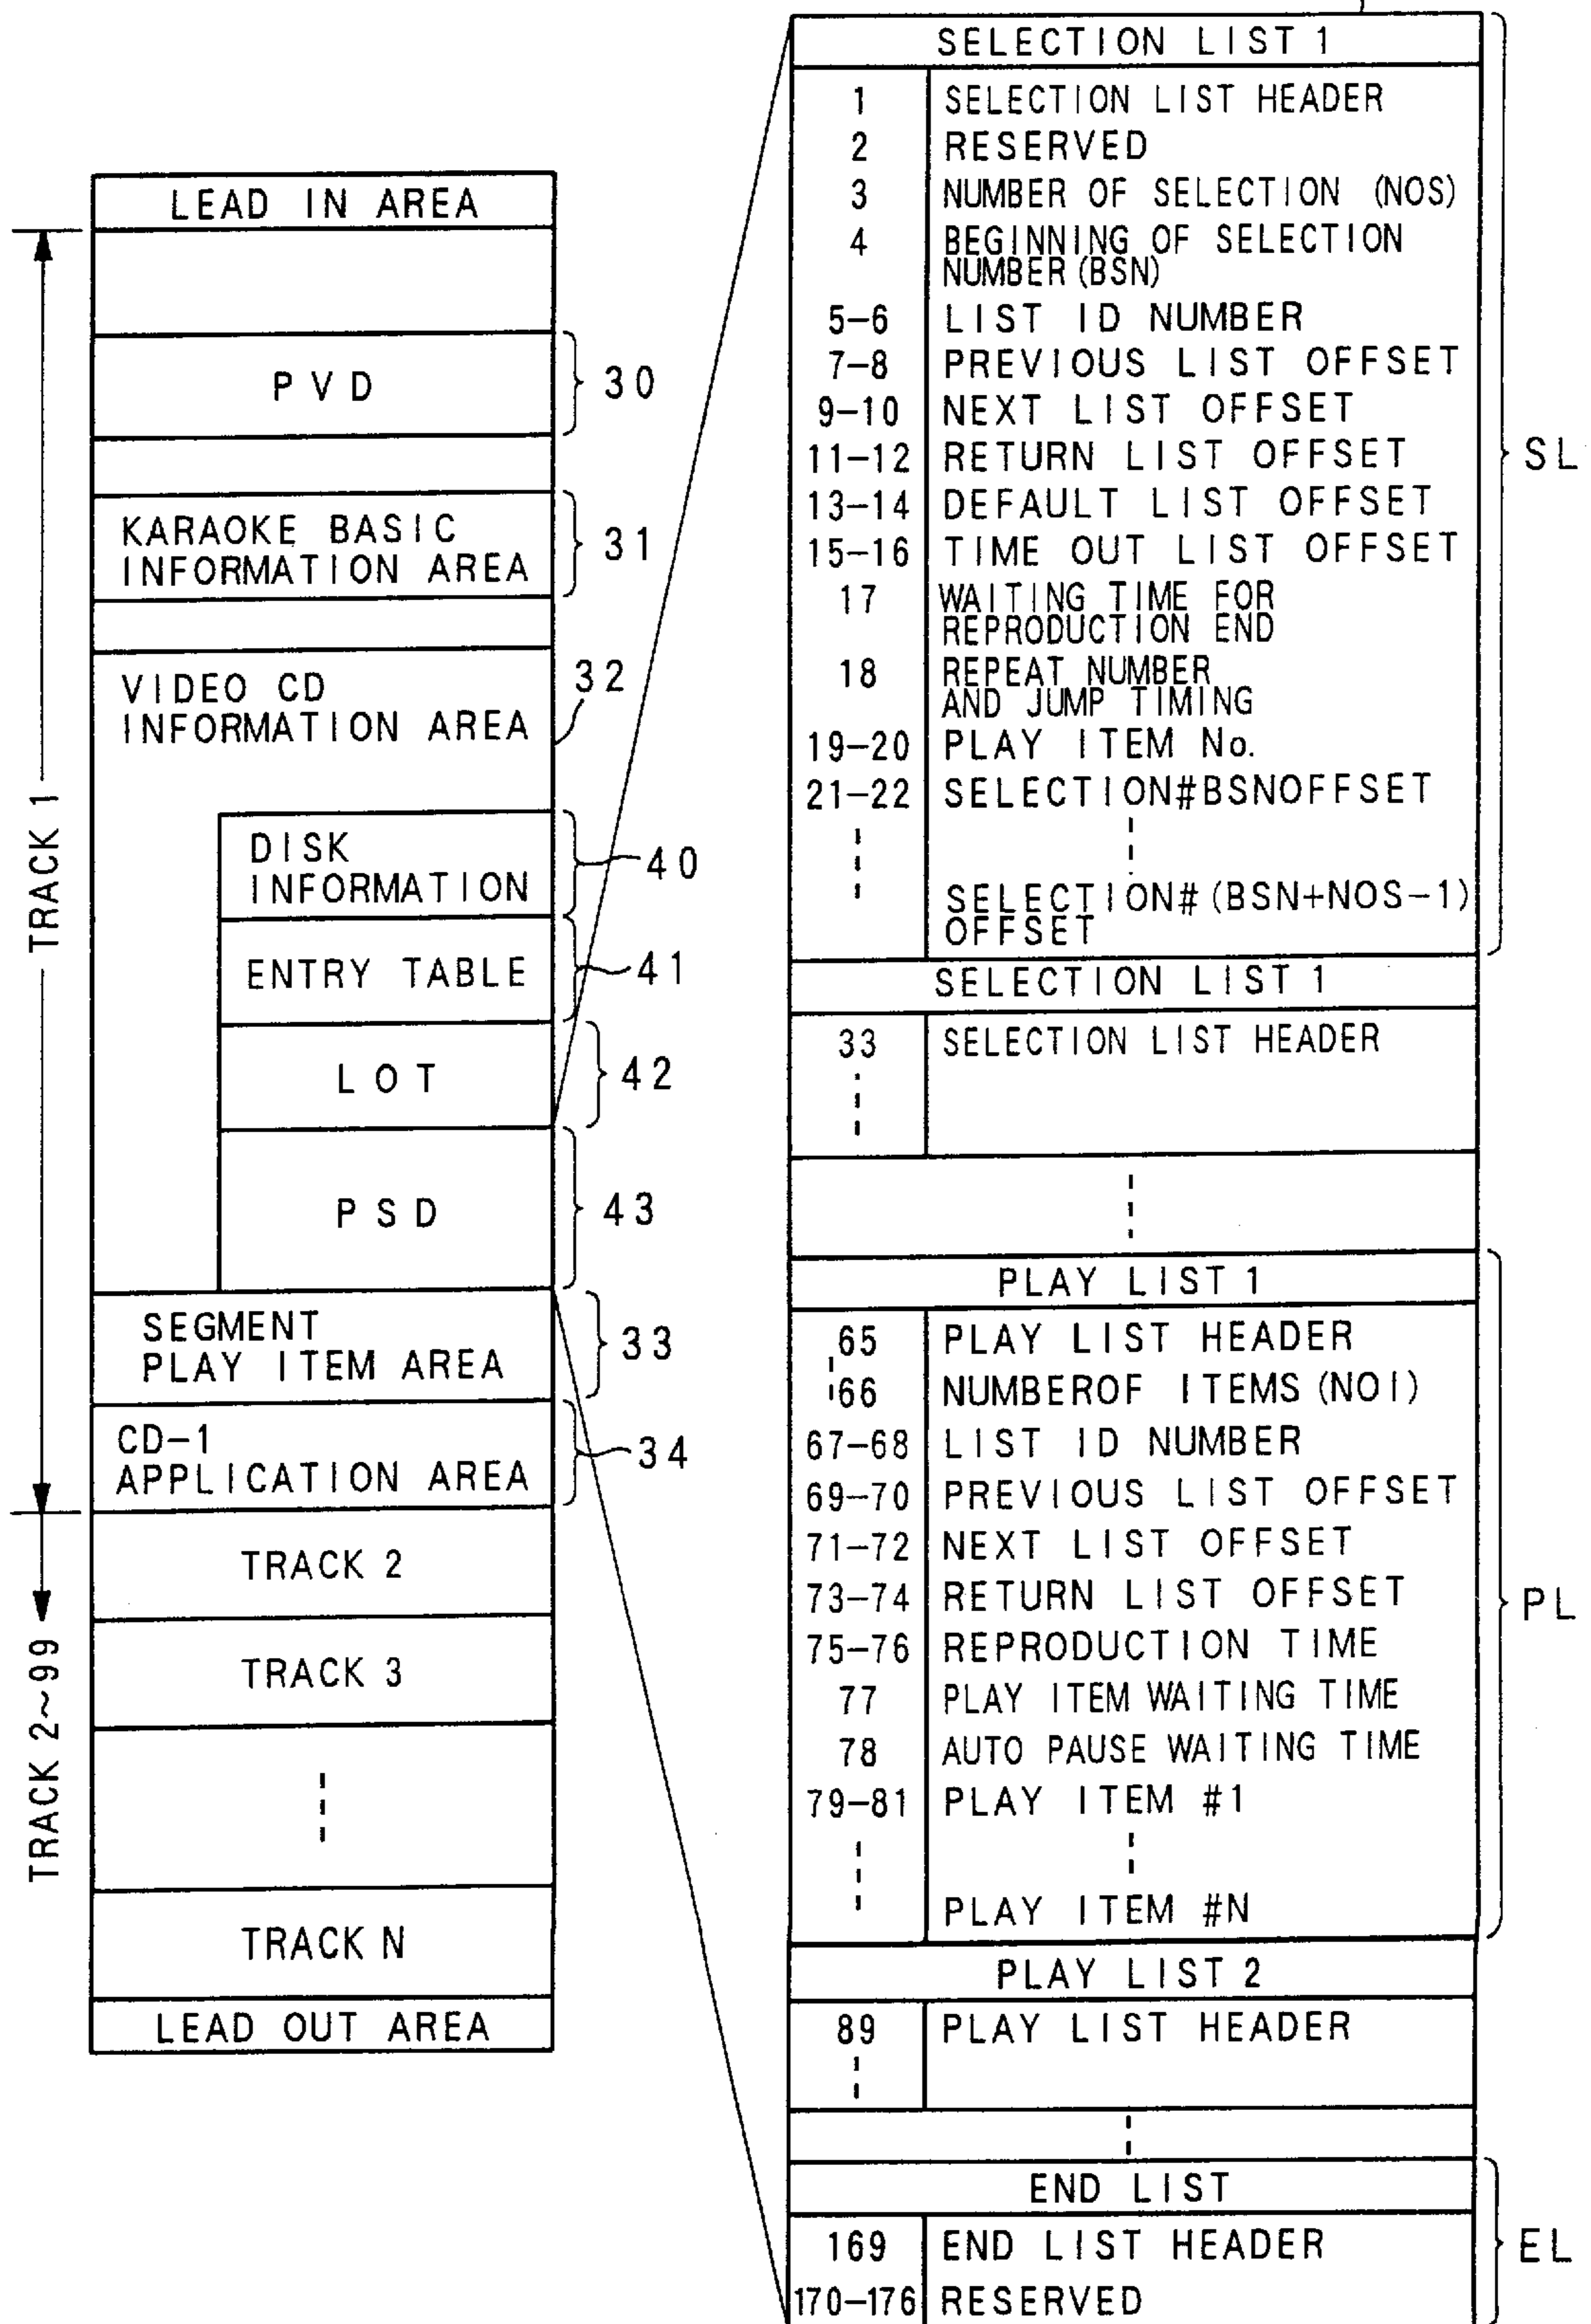 LEAD IN AREA
PVD
30
KARAOKE BASIC
INFORMATION AREA
31
VIDEO CD
INFORMATION AREA
32
DISK
INFORMATION
40
ENTRY TABLE
41
LOT
42
PSD
43
SEGMENT
PLAY ITEM AREA
33
CD-1
APPLICATION AREA
34
TRACK 2
TRACK 3
TRACK N
LEAD OUT AREA
TRACK 1
TRACK 2~99
SELECTION LIST 1
1 SELECTION LIST HEADER
2 RESERVED
3 NUMBER OF SELECTION (NOS)
4 BEGINNING OF SELECTION
NUMBER (BSN)
5-6 LIST ID NUMBER
7-8 PREVIOUS LIST OFFSET
9-10 NEXT LIST OFFSET
11-12 RETURN LIST OFFSET
13-14 DEFAULT LIST OFFSET
15-16 TIME OUT LIST OFFSET
17 WAITING TIME FOR
REPRODUCTION END
18 REPEAT NUMBER
AND JUMP TIMING
19-20 PLAY ITEM No.
21-22 SELECTION#BSNOFFSET
SELECTION# (BSN+NOS-1)
OFFSET
SL
SELECTION LIST 1
33 SELECTION LIST HEADER
PLAY LIST 1
65 PLAY LIST HEADER
66 NUMBEROF ITEMS (NOI)
67-68 LIST ID NUMBER
69-70 PREVIOUS LIST OFFSET
71-72 NEXT LIST OFFSET
73-74 RETURN LIST OFFSET
75-76 REPRODUCTION TIME
77 PLAY ITEM WAITING TIME
78 AUTO PAUSE WAITING TIME
79-81 PLAY ITEM #1
PLAY ITEM #N
PL
PLAY LIST 2
89 PLAY LIST HEADER
END LIST
169 END LIST HEADER
170-176 RESERVED
EL